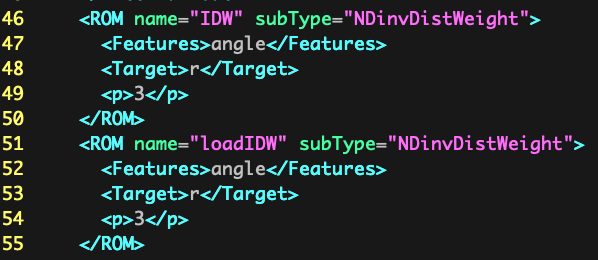 46 <ROM name="IDW" subType="NDinvDistWeight">
47 <Features>angle</Features>
48 <Target>r</Target>
49 <p>3</p>
50 </ROM>
51 <ROM name="loadIDW" subType="NDinvDistWeight">
52 <Features>angle</Features>
53 <Target>r</Target>
54 <p>3</p>
55 </ROM>